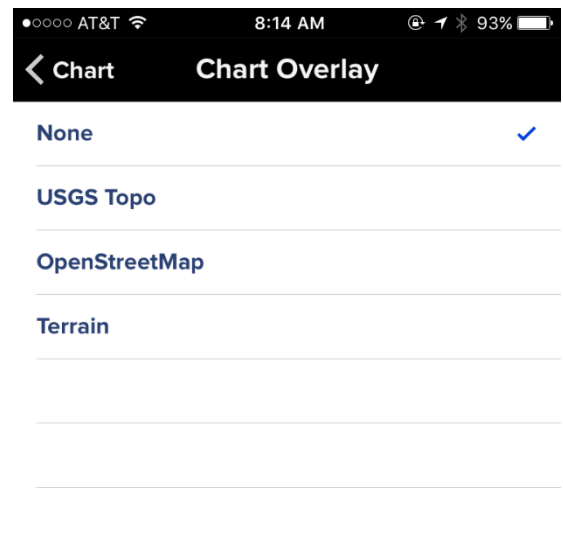 AT&T 8:14 AM 93%
Chart Chart Overlay
None
USGS Topo
OpenStreetMap
Terrain